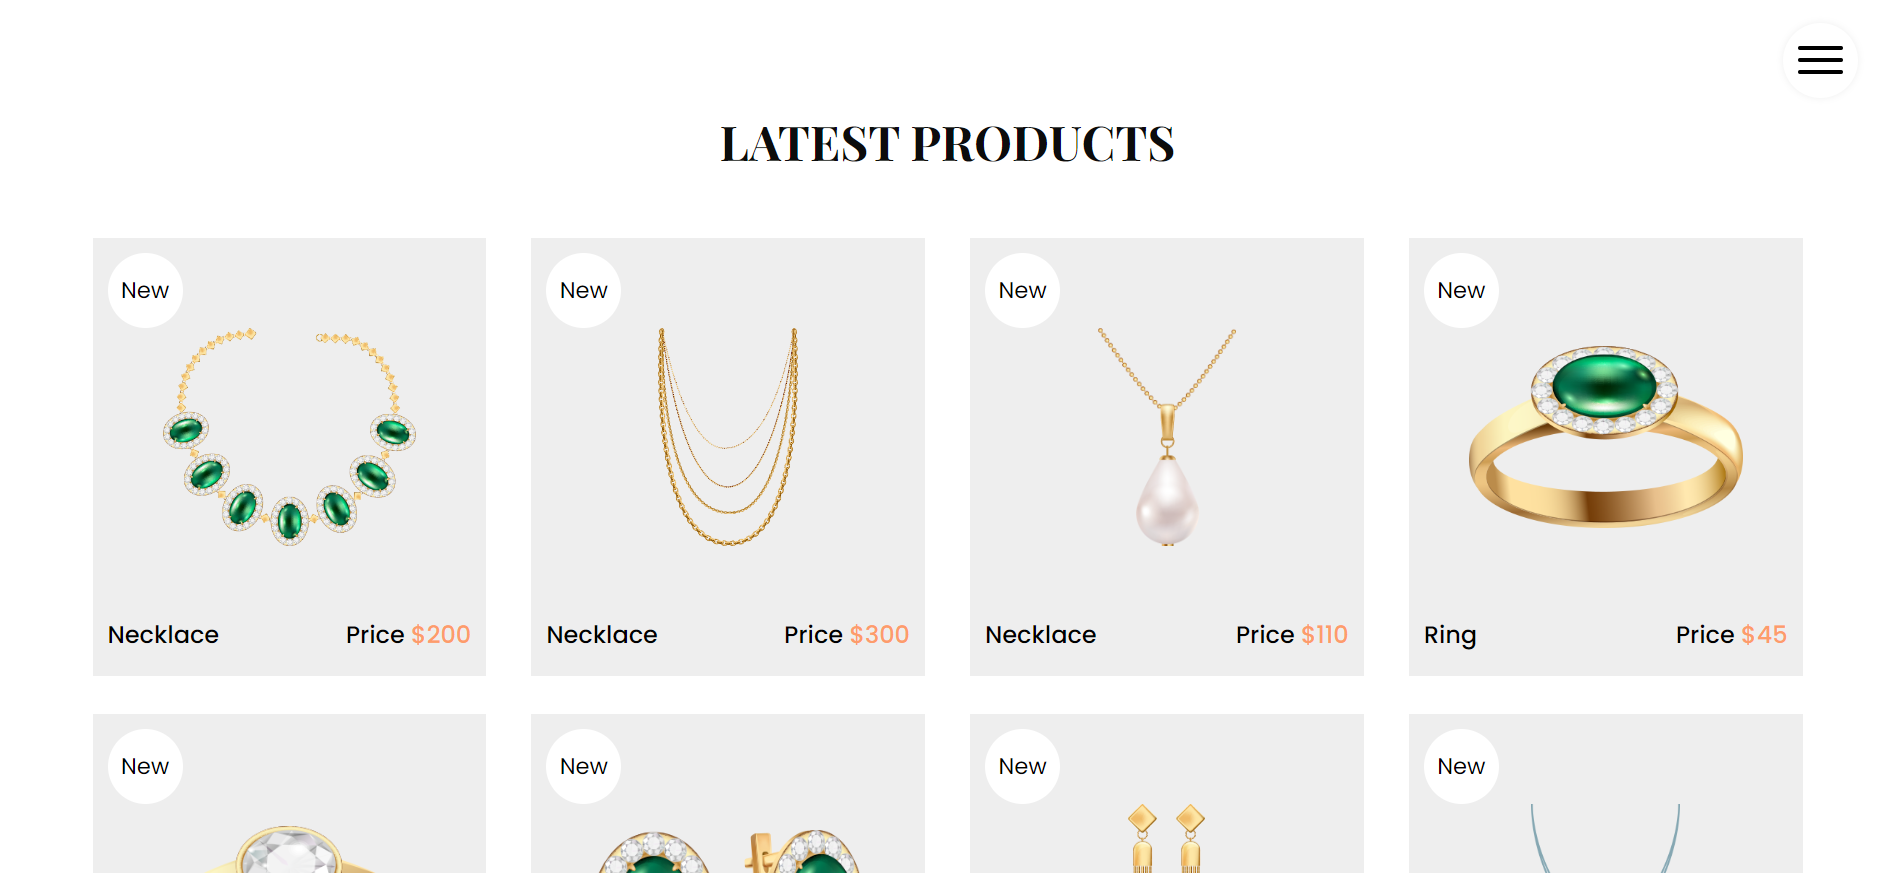 LATEST PRODUCTS
New
New
New
New
Necklace Price $200
Necklace Price $300
Necklace Price $110
Ring Price $45
New
New
New
New